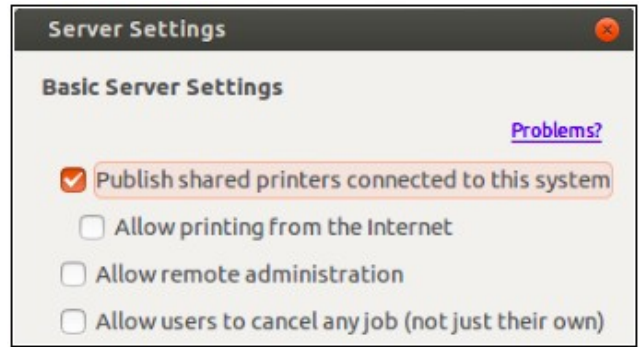 Server Settings
Basic Server Settings
Problems?
Publish shared printers connected to this system
Allow printing from the Internet
Allow remote administration
Allow users to cancel any job (not just their own)